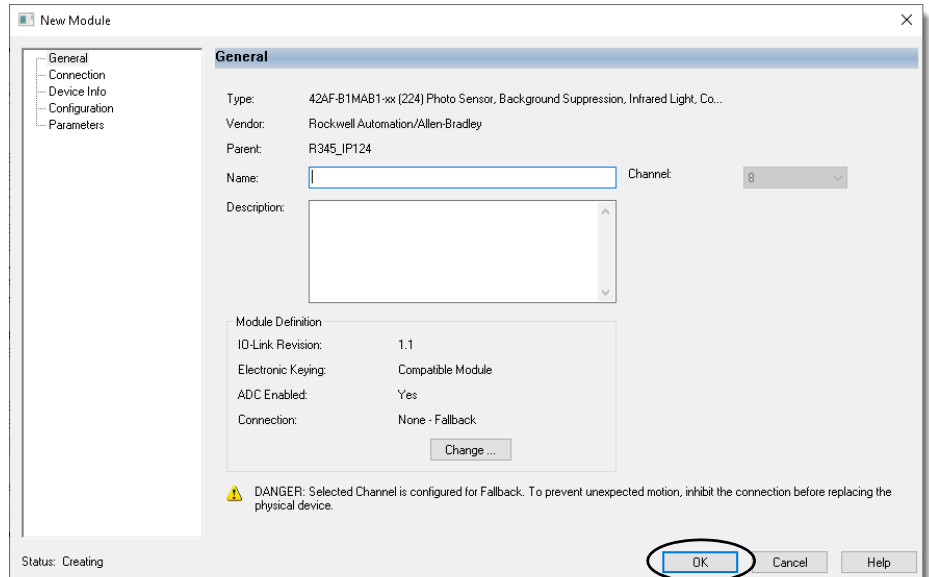 New Module
General
Connection
Device Info
Configuration
Parameters
General
Type: 42AF-B1MAB1-xx (224) Photo Sensor, Background Suppression, Infrared Light, Co...
Vendor: Rockwell Automation/Allen-Bradley
Parent: R345_IP124
Name: Channel: 8
Description:
Module Definition
IO-Link Revision: 1.1
Electronic Keying: Compatible Module
ADC Enabled: Yes
Connection: None - Fallback
Change ...
DANGER: Selected Channel is configured for Fallback. To prevent unexpected motion, inhibit the connection before replacing the
physical device.
Status: Creating OK Cancel Help